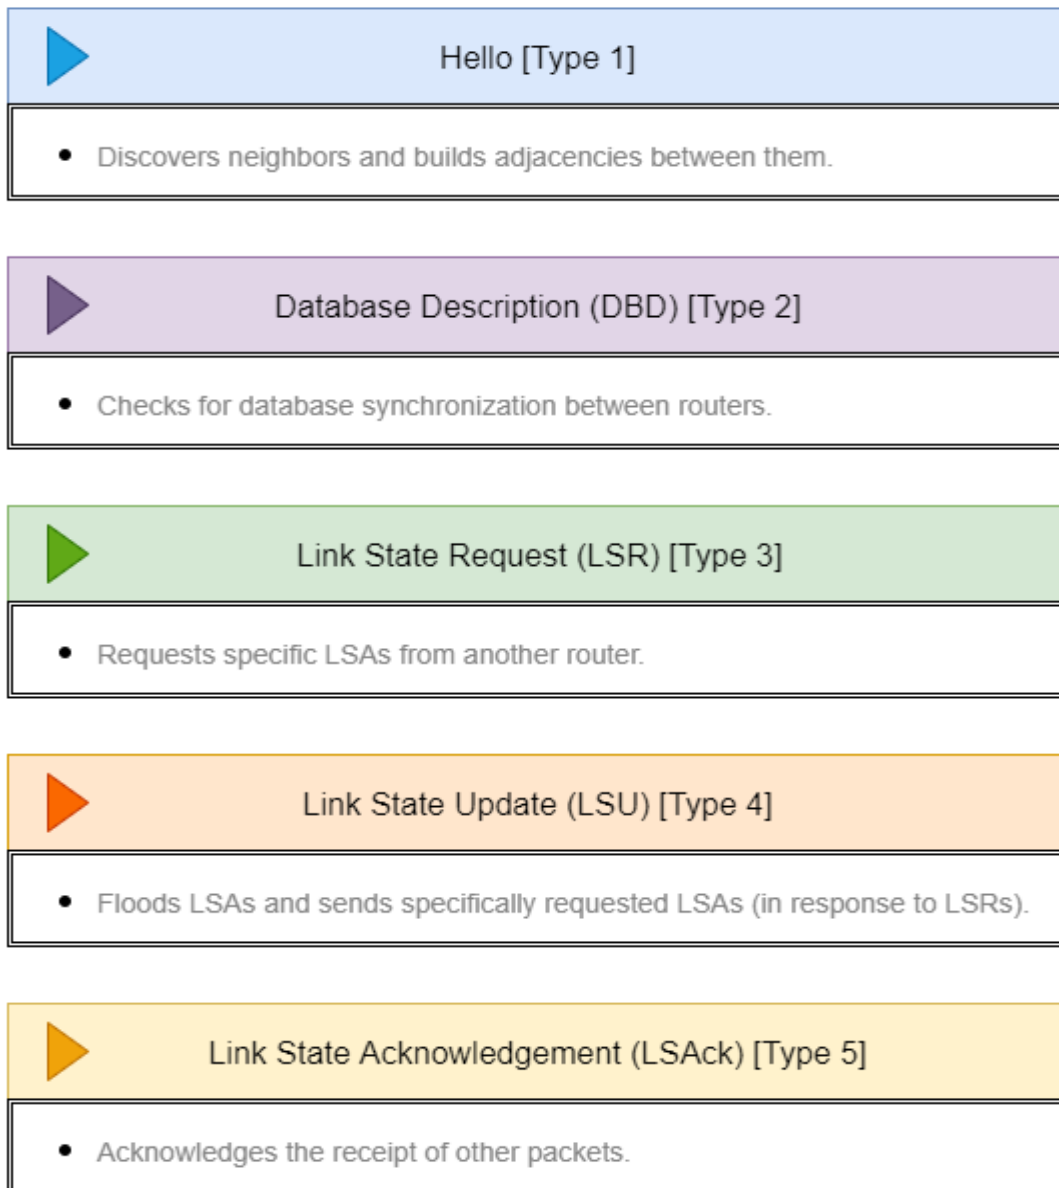 Hello [Type 1]
Discovers neighbors and builds adjacencies between them.
Database Description (DBD) [Type 2]
Checks for database synchronization between routers.
Link State Request (LSR) [Type 3]
Requests specific LSAs from another router.
Link State Update (LSU) [Type 4]
Floods LSAs and sends specifically requested LSAs (in response to LSRs).
Link State Acknowledgement (LSAck) [Type 5]
Acknowledges the receipt of other packets.